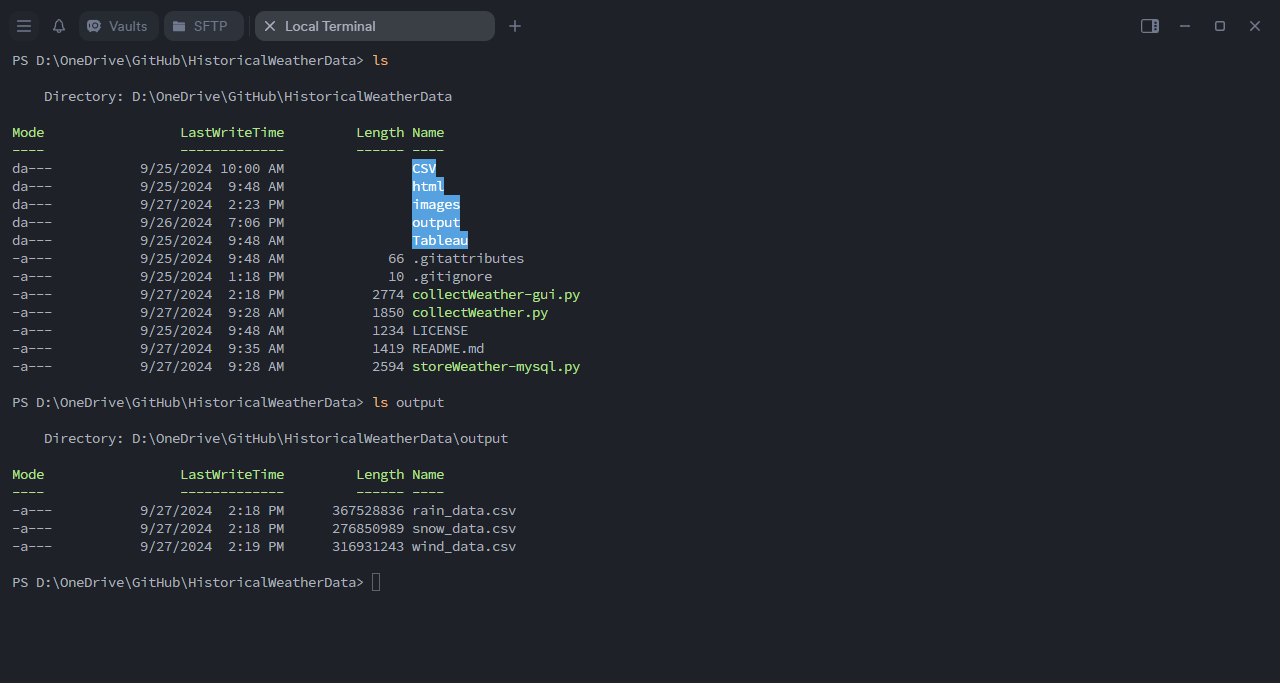 Vaults SFTP Local Terminal
PS D:\OneDrive\GitHub\HistoricalWeatherData> ls
Directory: D:\OneDrive\GitHub\HistoricalWeatherData
Mode                 LastWriteTime         Length Name
----                 -------------         ------ ----
da---           9/25/2024 10:00 AM                CSV
da---           9/25/2024  9:48 AM                html
da---           9/27/2024  2:23 PM                images
da---           9/26/2024  7:06 PM                output
da---           9/25/2024  9:48 AM                Tableau
-a---           9/25/2024  9:48 AM             66 .gitattributes
-a---           9/25/2024  1:18 PM             10 .gitignore
-a---           9/27/2024  2:18 PM           2774 collectWeather-gui.py
-a---           9/27/2024  9:28 AM           1850 collectWeather.py
-a---           9/25/2024  9:48 AM           1234 LICENSE
-a---           9/27/2024  9:35 AM           1419 README.md
-a---           9/27/2024  9:28 AM           2594 storeWeather-mysql.py
PS D:\OneDrive\GitHub\HistoricalWeatherData> ls output
Directory: D:\OneDrive\GitHub\HistoricalWeatherData\output
Mode                 LastWriteTime         Length Name
----                 -------------         ------ ----
-a---           9/27/2024  2:18 PM      367528836 rain_data.csv
-a---           9/27/2024  2:18 PM      276850989 snow_data.csv
-a---           9/27/2024  2:19 PM      316931243 wind_data.csv
PS D:\OneDrive\GitHub\HistoricalWeatherData>